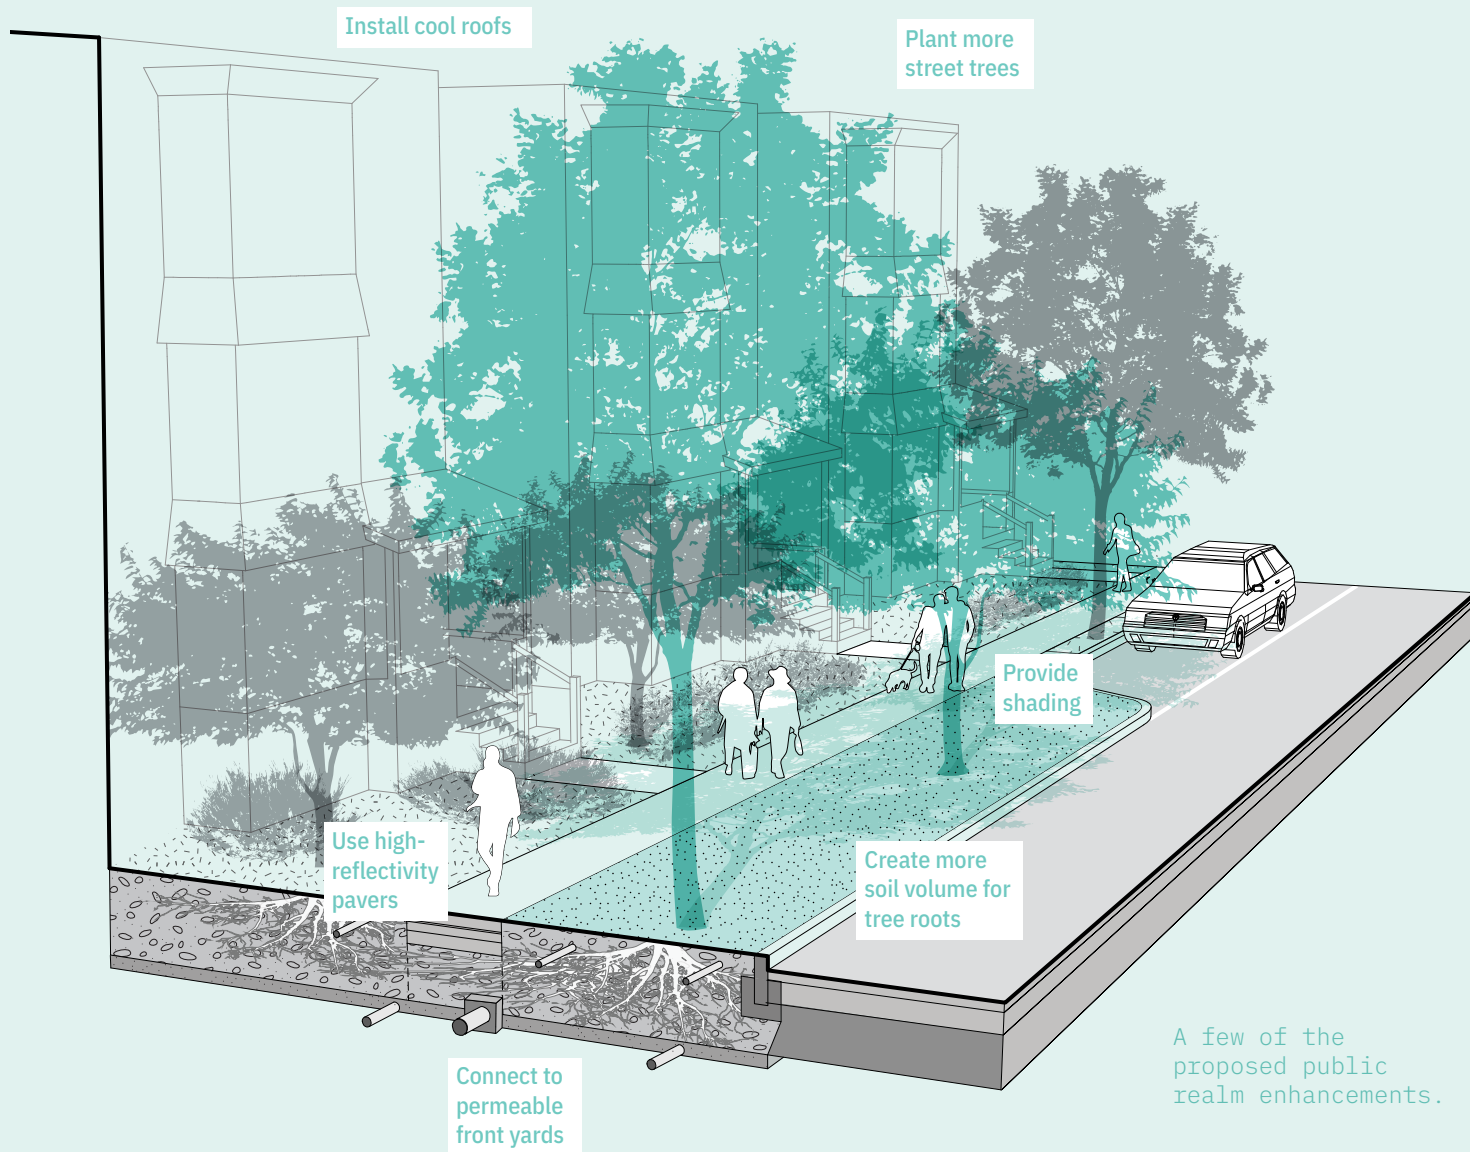 Install cool roofs
Plant more
street trees
Provide
shading
Use high-
reflectivity
pavers
Create more
soil volume for
tree roots
Connect to
permeable
front yards
A few of the
proposed public
realm enhancements.